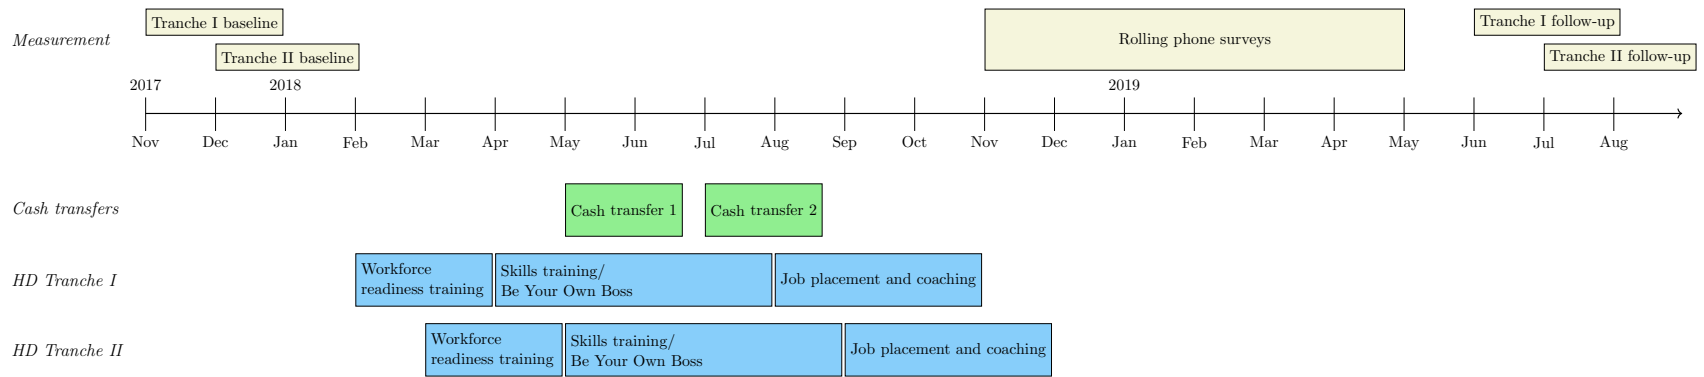 Tranche I baseline
Tranche I follow-up
Measurement
Rolling phone surveys
Tranche II baseline
Tranche II follow-up
2017
2018
2019
Nov Dec Jan Feb Mar Apr May Jun Jul Aug Sep Oct Nov Dec Jan Feb Mar Apr May Jun Jul Aug
Cash transfers
Cash transfer 1
Cash transfer 2
HD Tranche I
Workforce
readiness training
Skills training/
Be Your Own Boss
Job placement and coaching
HD Tranche II
Workforce
readiness training
Skills training/
Be Your Own Boss
Job placement and coaching